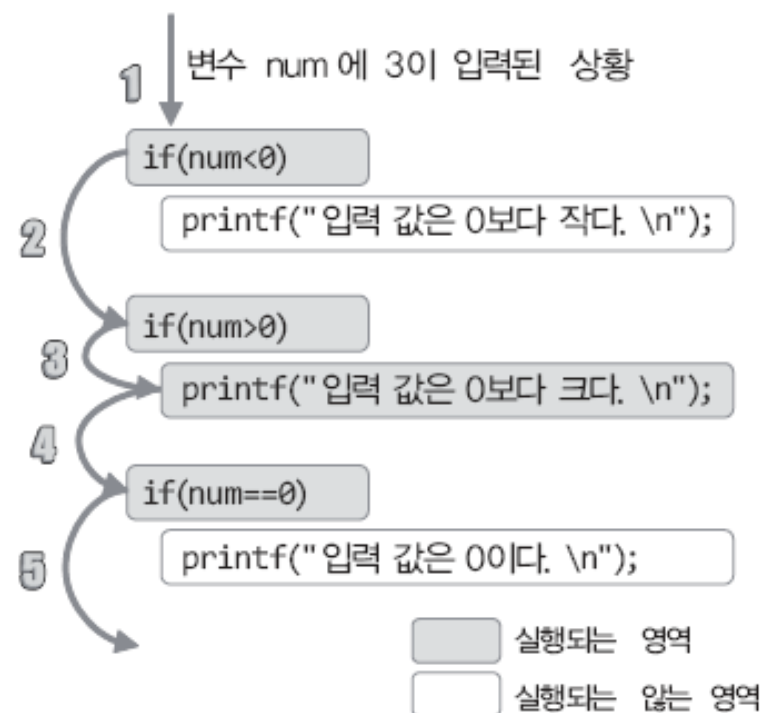 1 변수 num에 3이 입력된 상황
if(num<0)
2
printf("입력 값은 0보다 작다. \n");
if(num>0)
3
printf("입력 값은 0보다 크다. \n");
4
if(num==0)
5
printf("입력 값은 0이다. \n");
실행되는 영역
실행되는 않는 영역